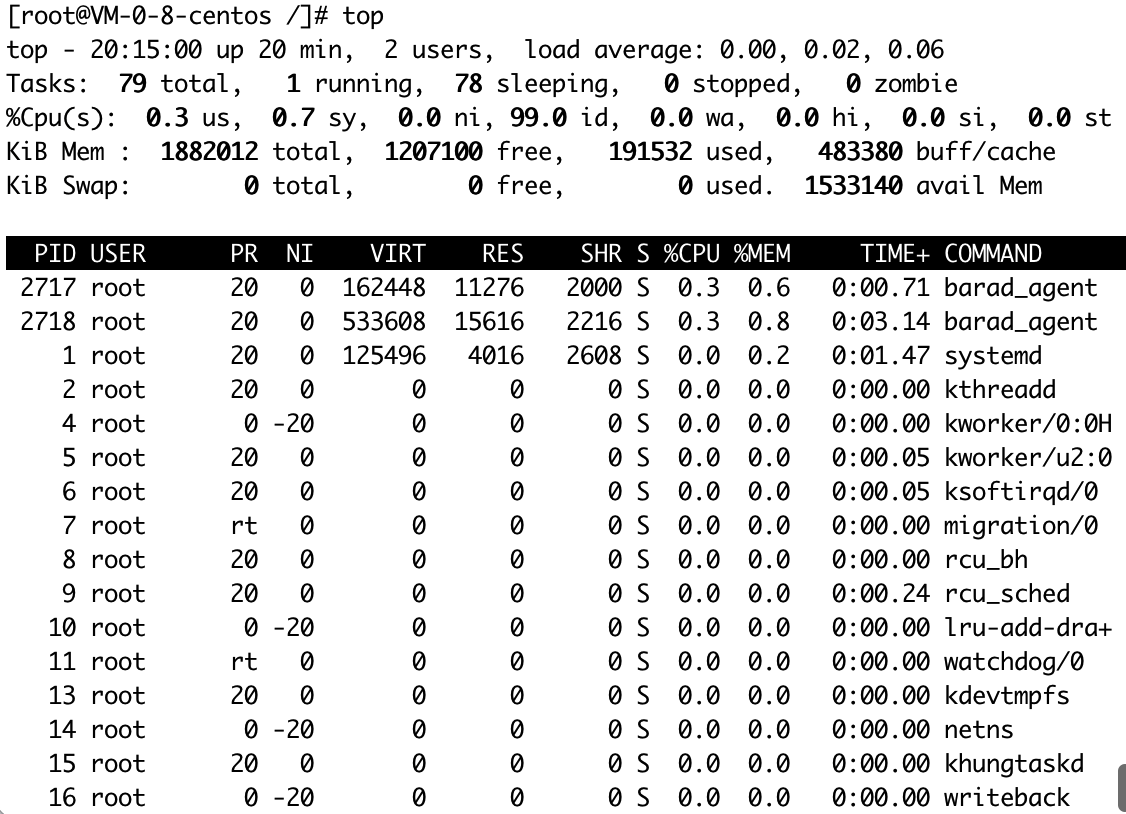 [root@VM-0-8-centos /]# top
top - 20:15:00 up 20 min,  2 users,  load average: 0.00, 0.02, 0.06
Tasks:  79 total,   1 running,  78 sleeping,   0 stopped,   0 zombie
%Cpu(s):  0.3 us,  0.7 sy,  0.0 ni, 99.0 id,  0.0 wa,  0.0 hi,  0.0 si,  0.0 st
KiB Mem :  1882012 total,  1207100 free,   191532 used,   483380 buff/cache
KiB Swap:        0 total,        0 free,        0 used.  1533140 avail Mem
  PID USER      PR  NI    VIRT    RES    SHR S %CPU %MEM     TIME+ COMMAND
 2717 root      20   0  162448  11276   2000 S  0.3  0.6   0:00.71 barad_agent
 2718 root      20   0  533608  15616   2216 S  0.3  0.8   0:03.14 barad_agent
    1 root      20   0  125496   4016   2608 S  0.0  0.2   0:01.47 systemd
    2 root      20   0       0      0      0 S  0.0  0.0   0:00.00 kthreadd
    4 root       0 -20       0      0      0 S  0.0  0.0   0:00.00 kworker/0:0H
    5 root      20   0       0      0      0 S  0.0  0.0   0:00.05 kworker/u2:0
    6 root      20   0       0      0      0 S  0.0  0.0   0:00.05 ksoftirqd/0
    7 root      rt   0       0      0      0 S  0.0  0.0   0:00.00 migration/0
    8 root      20   0       0      0      0 S  0.0  0.0   0:00.00 rcu_bh
    9 root      20   0       0      0      0 S  0.0  0.0   0:00.24 rcu_sched
   10 root       0 -20       0      0      0 S  0.0  0.0   0:00.00 lru-add-dra+
   11 root      rt   0       0      0      0 S  0.0  0.0   0:00.00 watchdog/0
   13 root      20   0       0      0      0 S  0.0  0.0   0:00.00 kdevtmpfs
   14 root       0 -20       0      0      0 S  0.0  0.0   0:00.00 netns
   15 root      20   0       0      0      0 S  0.0  0.0   0:00.00 khungtaskd
   16 root       0 -20       0      0      0 S  0.0  0.0   0:00.00 writeback